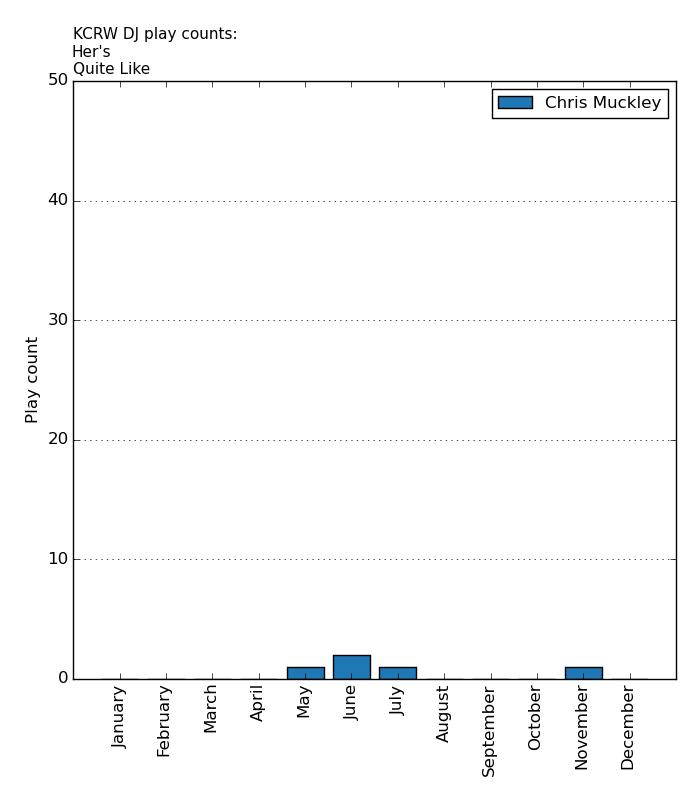 KCRW DJ play counts:
Her's
Quite Like
Chris Muckley
50
40
30
20
10
0
Play count
January
February
March
April
May
June
July
August
September
October
November
December